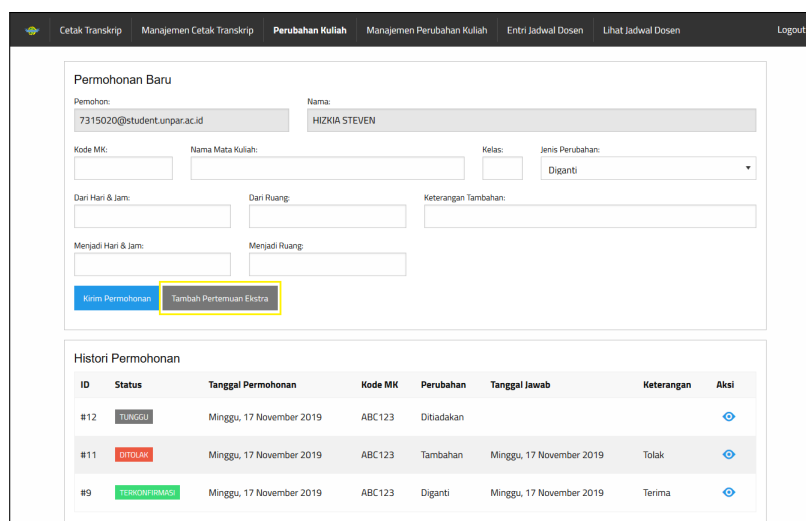 Cetak Transkrip Manajemen Cetak Transkrip Perubahan Kuliah Manajemen Perubahan Kuliah Entri Jadwal Dosen Lihat Jadwal Dosen Logout
Permohonan Baru
Pemohon: Nama:
7315020@student.unpar.ac.id HIZKIA STEVEN
Kode MK: Nama Mata Kuliah: Kelas: Jenis Perubahan:
Diganti
Dari Hari & Jam: Dari Ruang: Keterangan Tambahan:
Menjadi Hari & Jam: Menjadi Ruang:
Kirim Permohonan Tambah Pertemuan Ekstra
Histori Permohonan
ID Status Tanggal Permohonan Kode MK Perubahan Tanggal Jawab Keterangan Aksi
#12 TUNGGU Minggu, 17 November 2019 ABC123 Ditiadakan
#11 DITOLAK Minggu, 17 November 2019 ABC123 Tambahan Minggu, 17 November 2019 Tolak
#9 TERKONFIRMASI Minggu, 17 November 2019 ABC123 Diganti Minggu, 17 November 2019 Terima